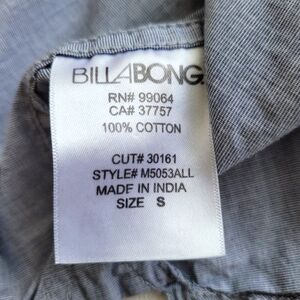 BILLABONG
RN# 99064
CA# 37757
100% COTTON
CUT# 30161
STYLE# M5053ALL
MADE IN INDIA
SIZE S